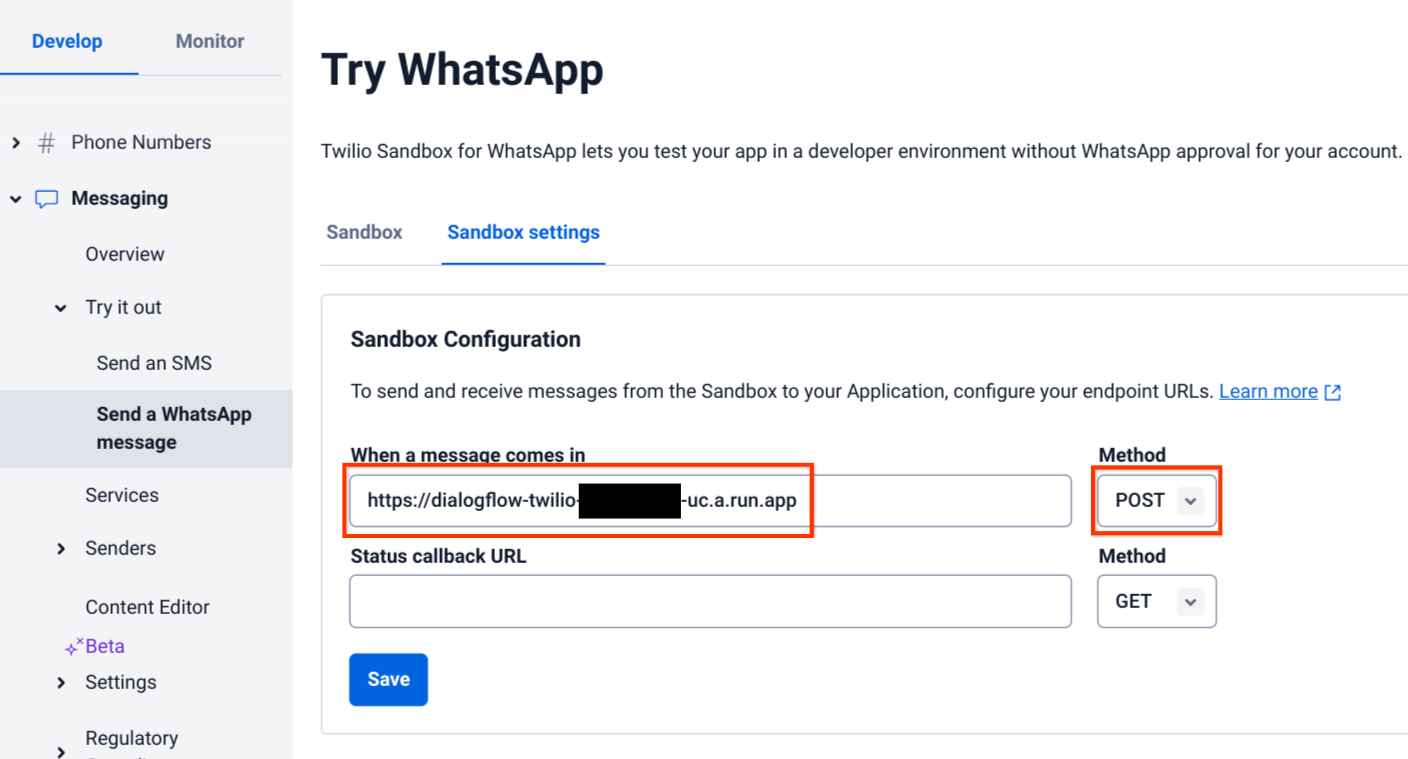 Develop
Monitor
# Phone Numbers
Messaging
Overview
Try it out
Send an SMS
Send a WhatsApp
message
Services
Senders
Content Editor
Beta
Settings
Regulatory
Try WhatsApp
Twilio Sandbox for WhatsApp lets you test your app in a developer environment without WhatsApp approval for your account.
Sandbox
Sandbox settings
Sandbox Configuration
To send and receive messages from the Sandbox to your Application, configure your endpoint URLs. Learn more
When a message comes in
Method
https://dialogflow-twilio- -uc.a.run.app
POST
Status callback URL
Method
GET
Save